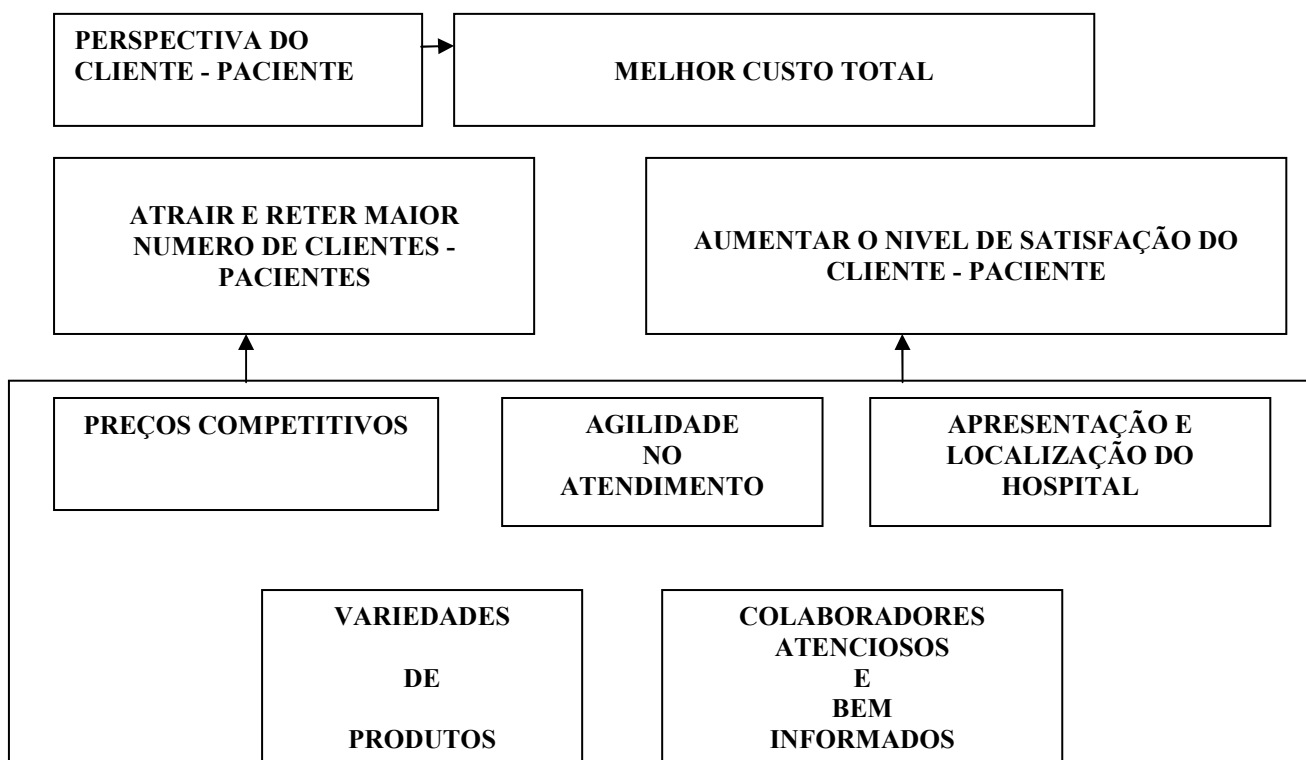 PERSPECTIVA DO
CLIENTE - PACIENTE
MELHOR CUSTO TOTAL
ATRAIR E RETER MAIOR
NUMERO DE CLIENTES -
PACIENTES
AUMENTAR O NIVEL DE SATISFAÇÃO DO
CLIENTE - PACIENTE
PREÇOS COMPETITIVOS
AGILIDADE
NO
ATENDIMENTO
APRESENTAÇÃO E
LOCALIZAÇÃO DO
HOSPITAL
VARIEDADES
DE
PRODUTOS
COLABORADORES
ATENCIOSOS
E
BEM
INFORMADOS